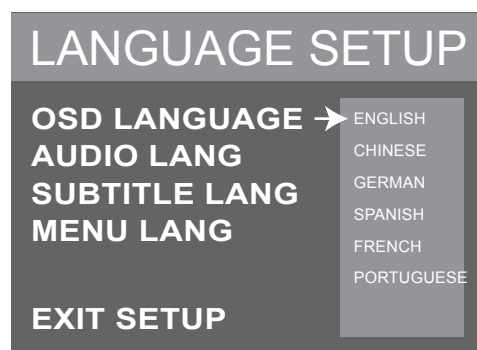 LANGUAGE SETUP
OSD LANGUAGE
AUDIO LANG
SUBTITLE LANG
MENU LANG
EXIT SETUP
ENGLISH
CHINESE
GERMAN
SPANISH
FRENCH
PORTUGUESE